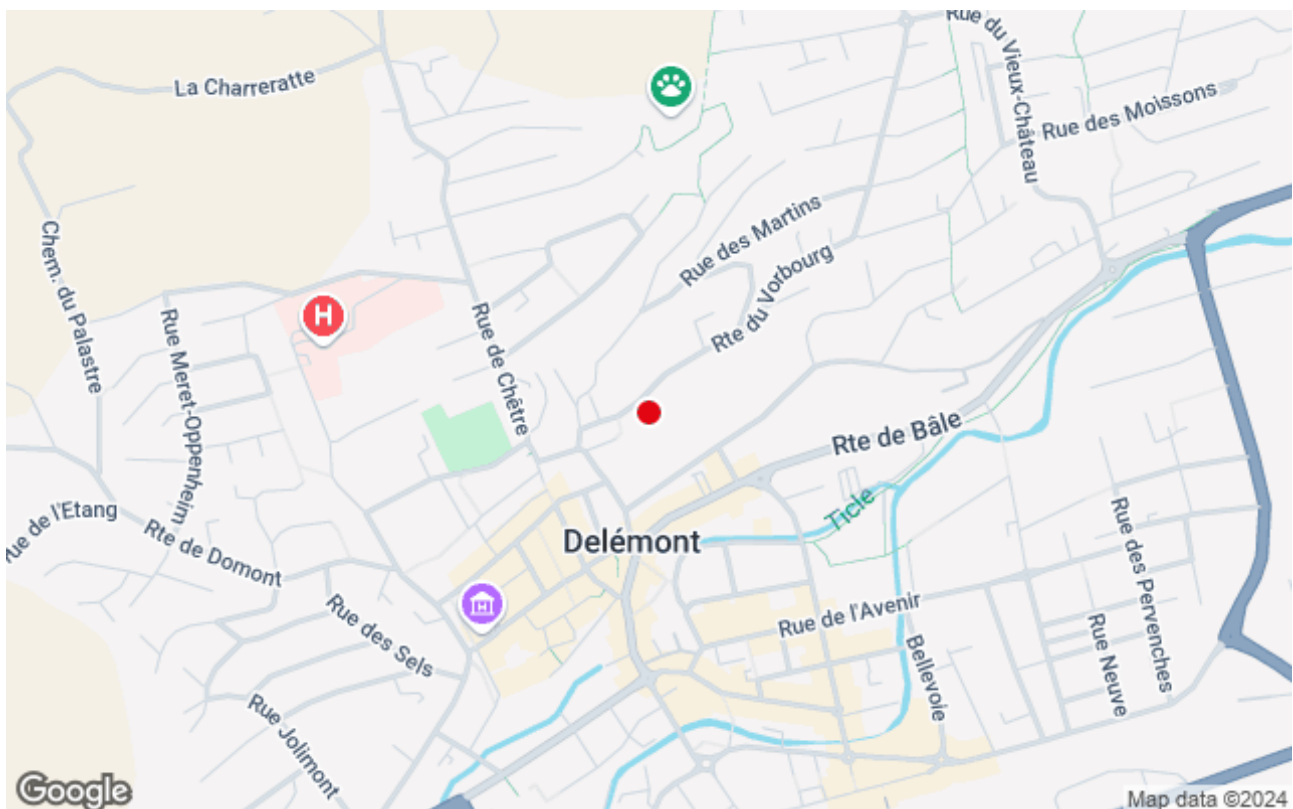 Rue du Vieux-Château
La Charreratte
Rue des Moissons
Chem. du Palastre
Rue des Martins
Rte du Vorbourg
H
Rue Meret-Oppenheim
Rue de Chêtre
Rte de Bâle
Rue de l'Etang
Ticle
Rte de Domont
Delémont
Rue des Pervenches
Rue des Sels
Rue de l'Avenir
Rue Neuve
Bellevoie
Rue Jolimont
Google
Map data ©2024